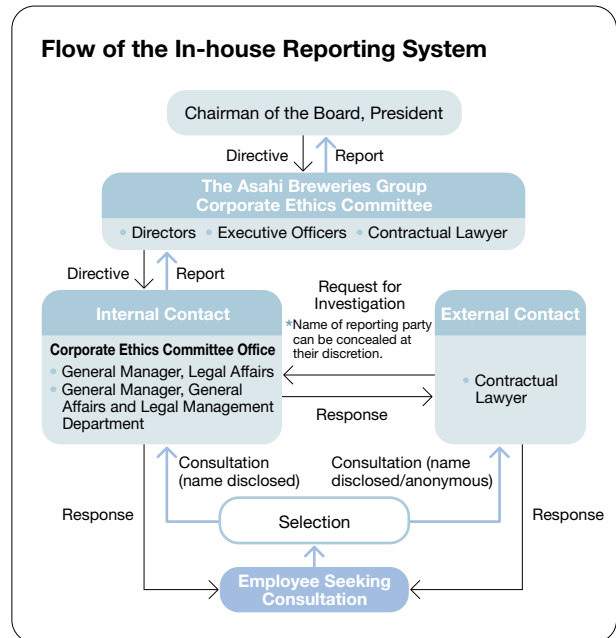 Flow of the In-house Reporting System
Chairman of the Board, President
Directive
Report
The Asahi Breweries Group
Corporate Ethics Committee
• Directors • Executive Officers • Contractual Lawyer
Directive
Report
Internal Contact
Corporate Ethics Committee Office
• General Manager, Legal Affairs
• General Manager, General
Affairs and Legal Management
Department
Request for
Investigation
*Name of reporting party
can be concealed at
their discretion.
Response
External Contact
• Contractual
Lawyer
Consultation
(name disclosed)
Consultation (name
disclosed/anonymous)
Response
Selection
Response
Employee Seeking
Consultation